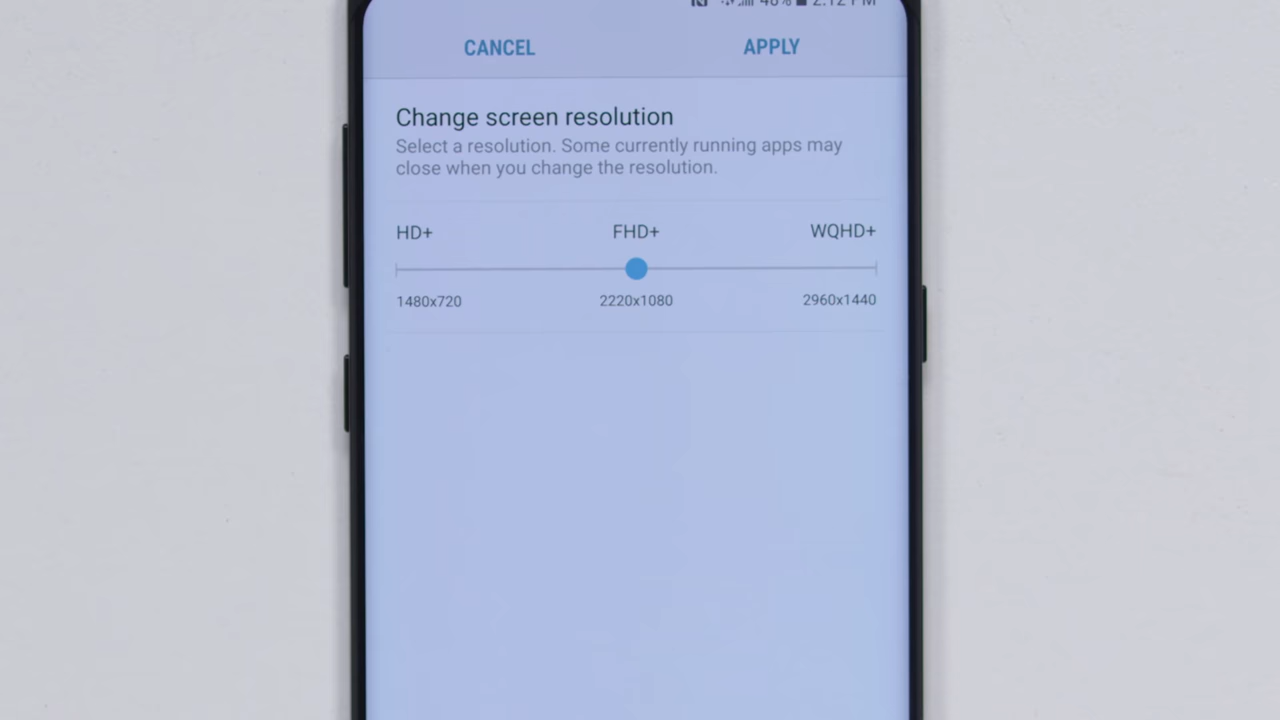 CANCEL APPLY
Change screen resolution
Select a resolution. Some currently running apps may
close when you change the resolution.
HD+ FHD+ WQHD+
1480x720 2220x1080 2960x1440